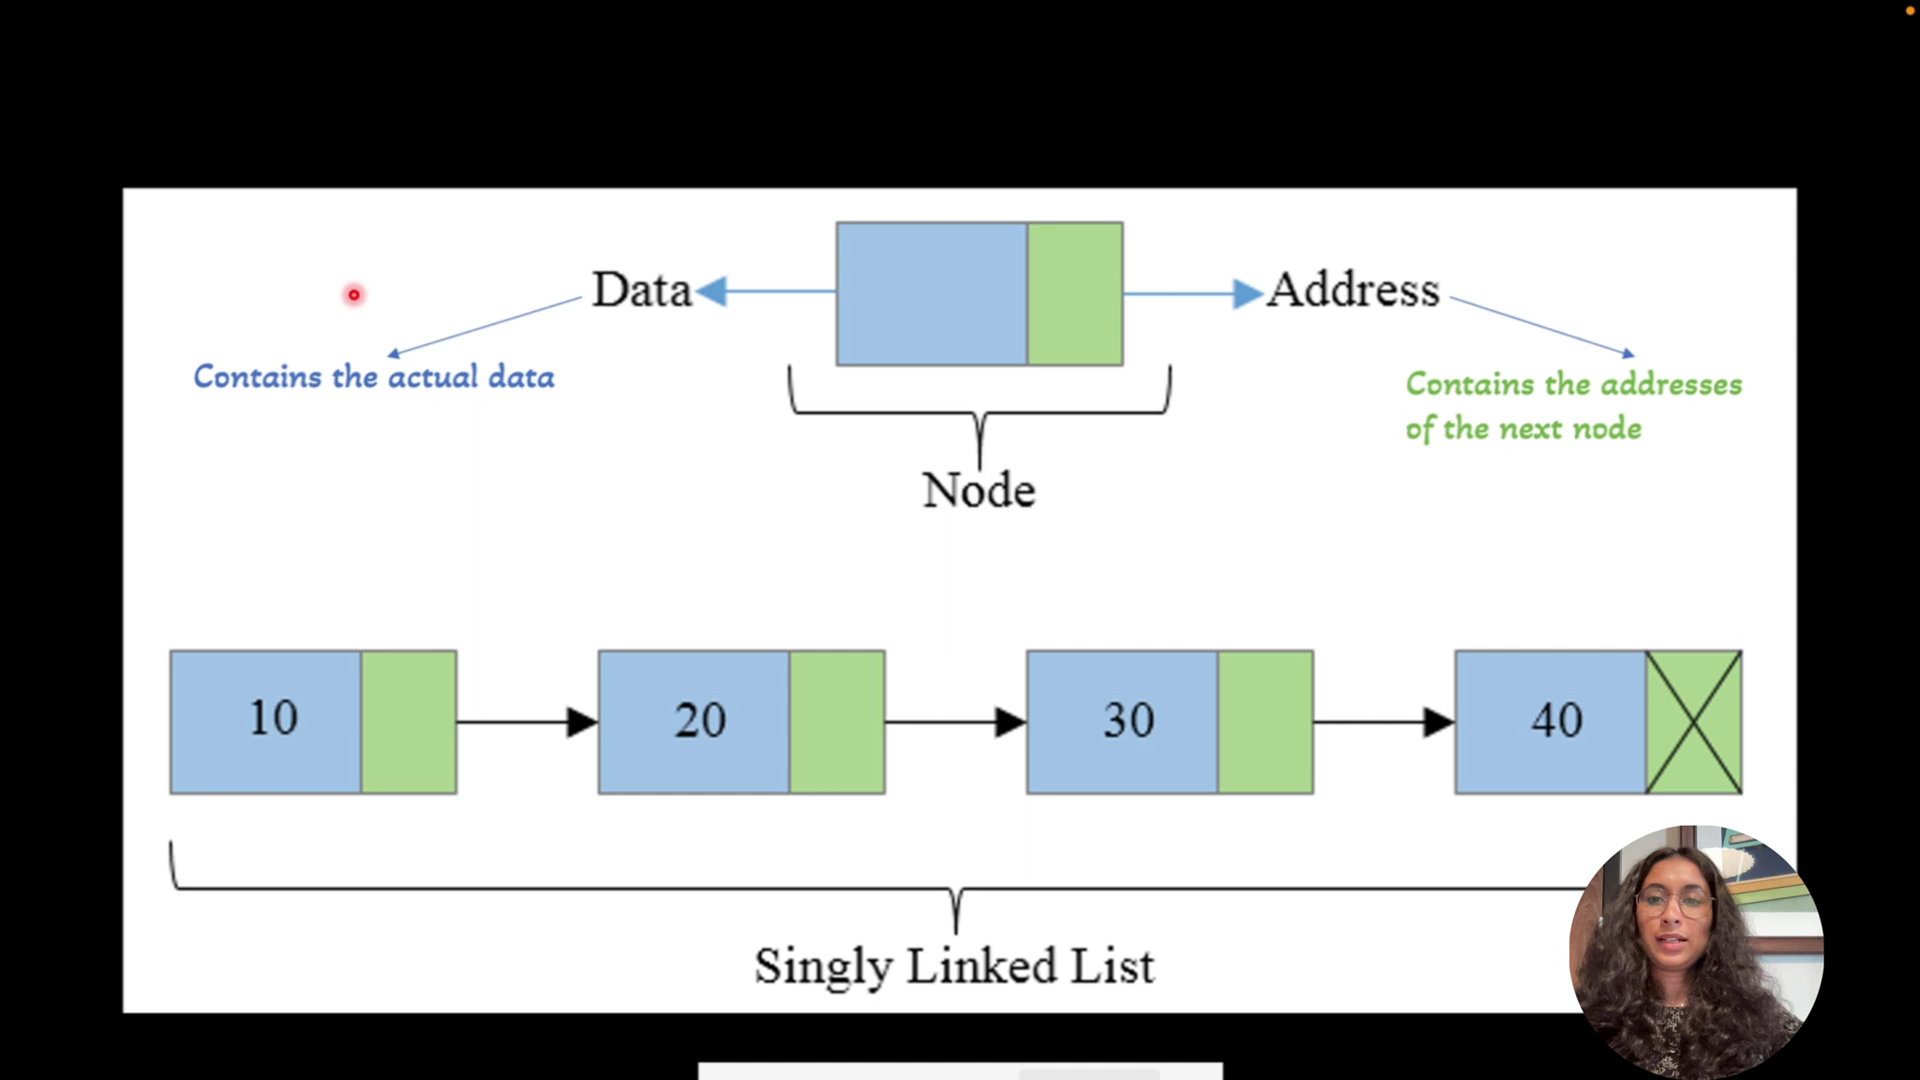 Data
Address
Contains the actual data
Contains the addresses
of the next node
Node
10
20
30
40
Singly Linked List